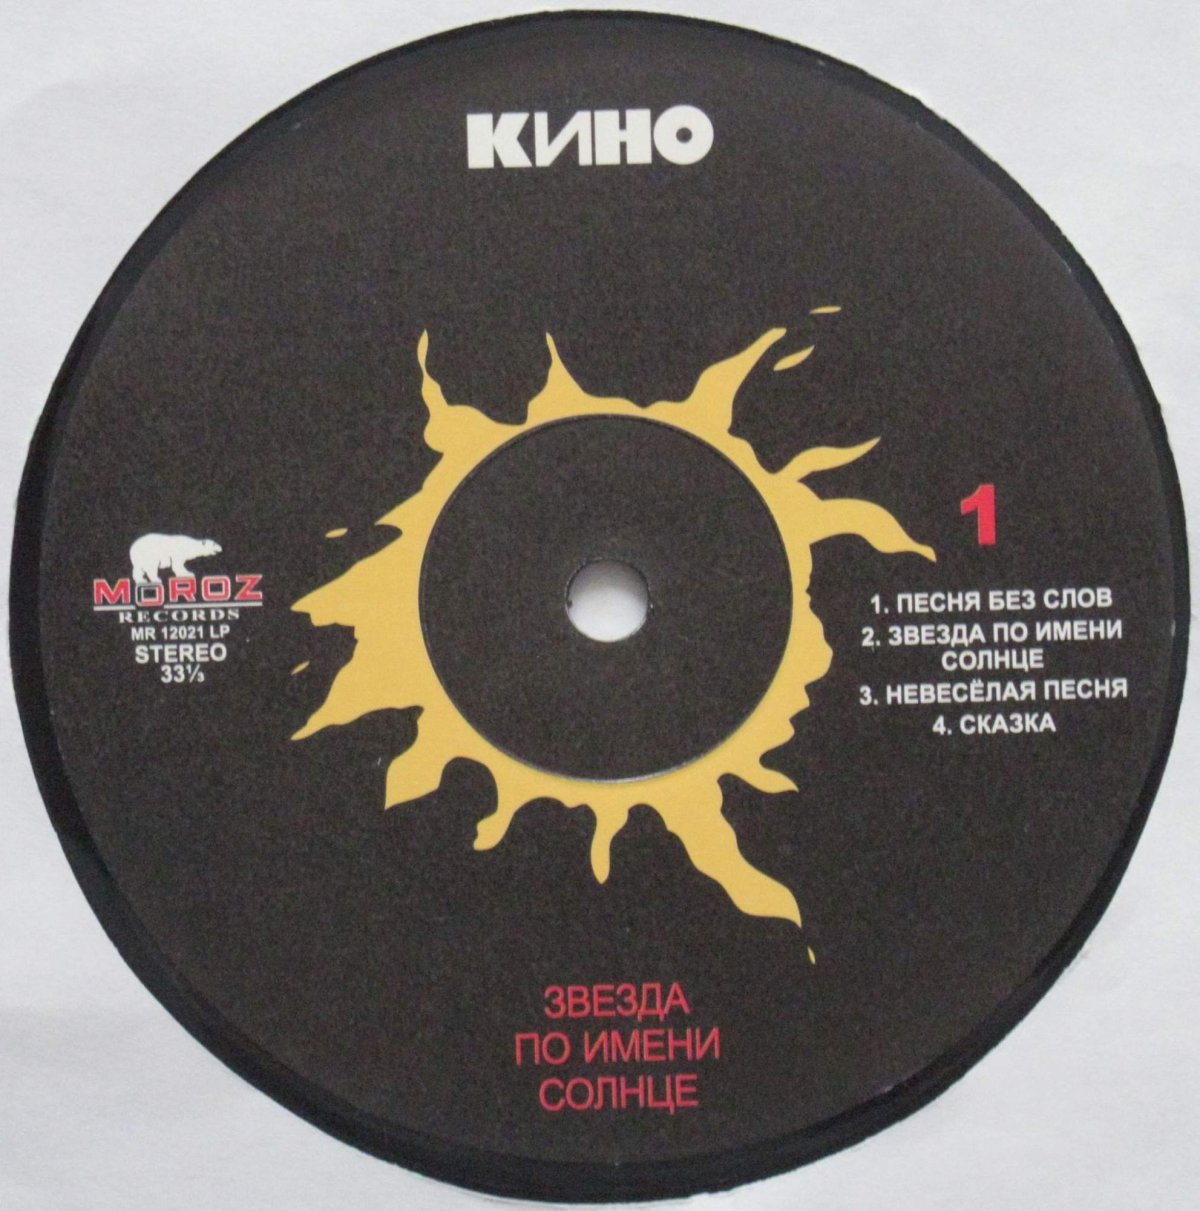 КИНО
MOROZ
RECORDS
MR 12021 LP
STEREO
33⅓
1
1. ПЕСНЯ БЕЗ СЛОВ
2. ЗВЕЗДА ПО ИМЕНИ
СОЛНЦЕ
3. НЕВЕСЁЛАЯ ПЕСНЯ
4. СКАЗКА
ЗВЕЗДА
ПО ИМЕНИ
СОЛНЦЕ